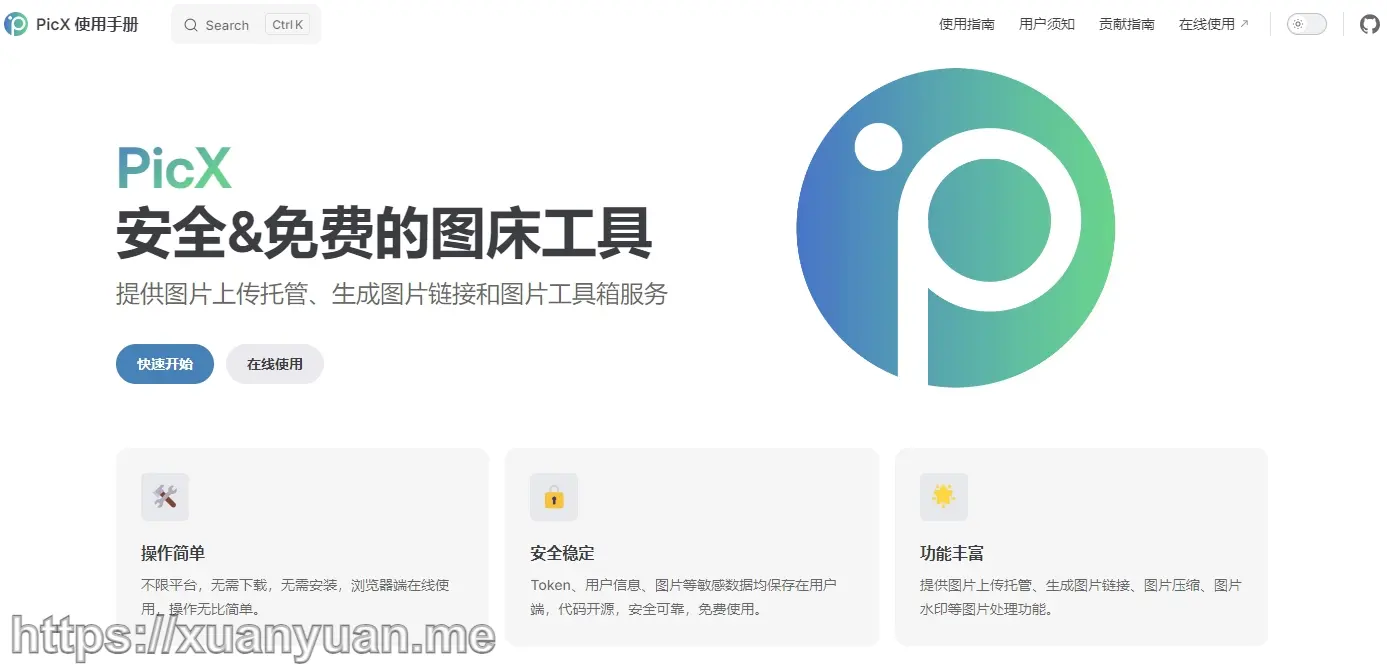 PicX 使用手册
Search
Ctrl K
使用指南
用户须知
贡献指南
在线使用
PicX
安全&免费的图床工具
提供图片上传托管、生成图片链接和图片工具箱服务
快速开始
在线使用
操作简单
不限平台，无需下载，无需安装，浏览器端在线使
用，操作无比简单。
安全稳定
Token、用户信息、图片等敏感数据均保存在用户
端，代码开源，安全可靠，免费使用。
功能丰富
提供图片上传托管、生成图片链接、图片压缩、图片
水印等图片处理功能。
https://xuanyuan.me